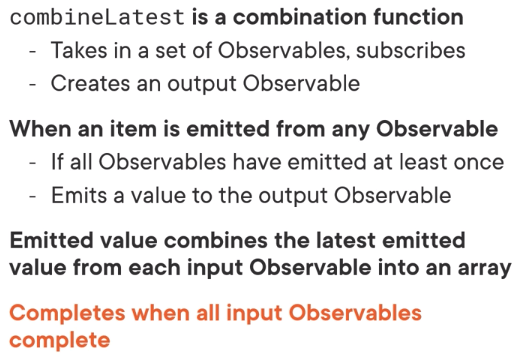 combineLatest is a combination function
- Takes in a set of Observables, subscribes
- Creates an output Observable
When an item is emitted from any Observable
- If all Observables have emitted at least once
- Emits a value to the output Observable
Emitted value combines the latest emitted
value from each input Observable into an array
Completes when all input Observables
complete